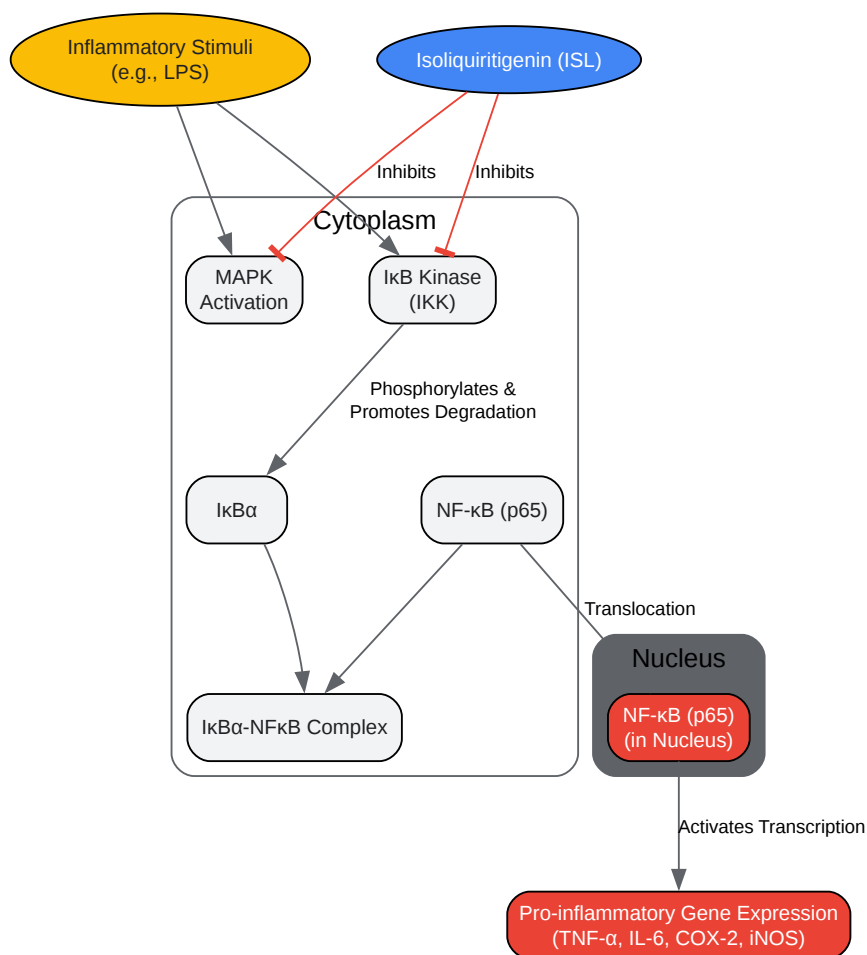 Inflammatory Stimuli
(e.g., LPS)
Isoliquiritigenin (ISL)
Inhibits
Inhibits
Cytoplasm
MAPK
Activation
IκB Kinase
(IKK)
Phosphorylates &
Promotes Degradation
IκBα
NF-κB (p65)
Translocation
Nucleus
IκBα-NFκB Complex
NF-κB (p65)
(in Nucleus)
Activates Transcription
Pro-inflammatory Gene Expression
(TNF-α, IL-6, COX-2, iNOS)